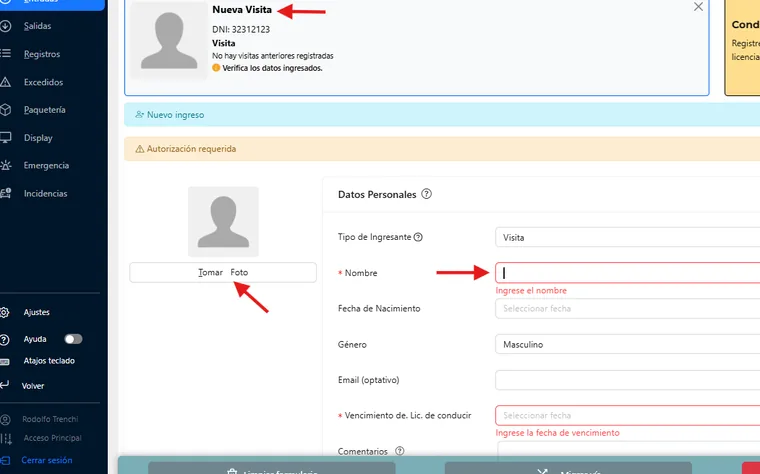 Entradas
Salidas
Registros
Excedidos
Paquetería
Display
Emergencia
Incidencias
Ajustes
Ayuda
Atajos teclado
Volver
Rodolfo Trenchi
Acceso Principal
Cerrar sesión
Nueva Visita
DNI: 32312123
Visita
No hay visitas anteriores registradas
Verifica los datos ingresados.
Cond
Registre
licencia
Nuevo ingreso
Autorización requerida
Tomar Foto
Datos Personales
Tipo de Ingresante
Visita
* Nombre
Ingrese el nombre
Fecha de Nacimiento
Seleccionar fecha
Género
Masculino
Email (optativo)
* Vencimiento de. Lic. de conducir
Seleccionar fecha
Ingrese la fecha de vencimiento
Comentarios
Limpiar formulario